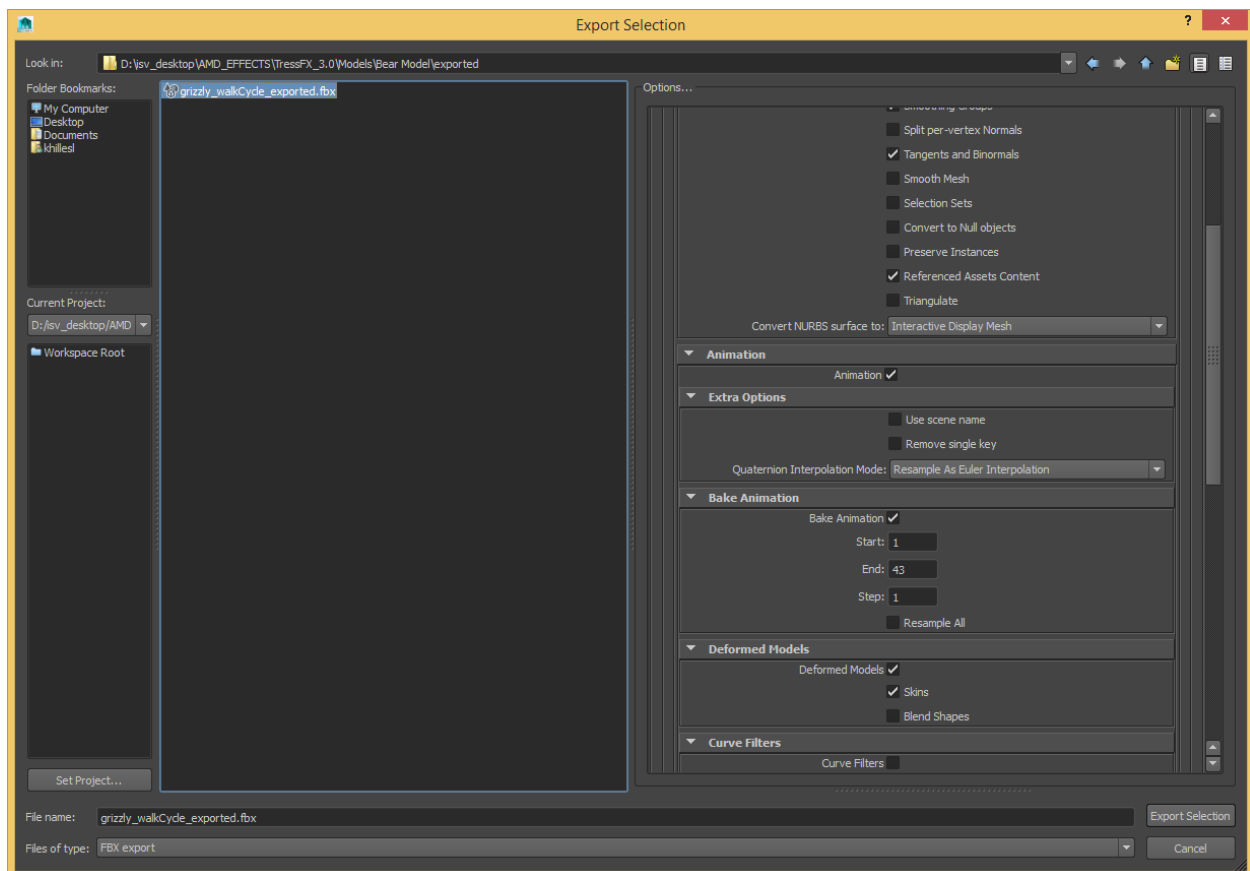 Export Selection
?
Look in:
D:\isv_desktop\AMD_EFFECTS\TressFX_3.0\Models\Bear Model\exported
Folder Bookmarks:
My Computer
Desktop
Documents
khillesl
Current Project:
D:/isv_desktop/AMD
Workspace Root
Set Project...
grizzly_walkCycle_exported.fbx
Options...
Smoothing Groups
Split per-vertex Normals
Tangents and Binormals
Smooth Mesh
Selection Sets
Convert to Null objects
Preserve Instances
Referenced Assets Content
Triangulate
Convert NURBS surface to: Interactive Display Mesh
Animation
Animation
Extra Options
Use scene name
Remove single key
Quaternion Interpolation Mode: Resample As Euler Interpolation
Bake Animation
Bake Animation
Start: 1
End: 43
Step: 1
Resample All
Deformed Models
Deformed Models
Skins
Blend Shapes
Curve Filters
Curve Filters
File name: grizzly_walkCycle_exported.fbx
Export Selection
Files of type: FBX export
Cancel